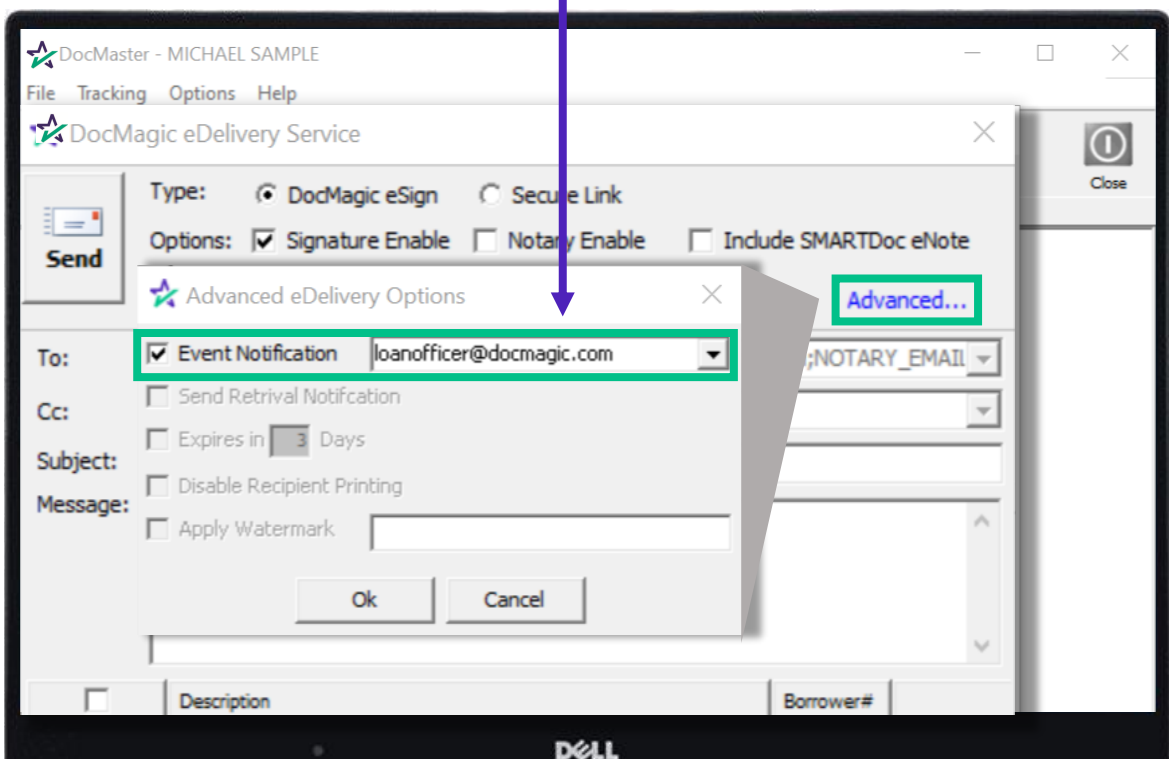 DocMaster - MICHAEL SAMPLE
File Tracking Options Help
DocMagic eDelivery Service
Close
Send
Type: DocMagic eSign Secure Link
Options: Signature Enable Notary Enable Include SMARTDoc eNote
Advanced...
Advanced eDelivery Options
Event Notification loanofficer@docmagic.com
Send Retrival Notifcation
Expires in 3 Days
Disable Recipient Printing
Apply Watermark
Ok Cancel
To: ;NOTARY_EMAIL
Cc:
Subject:
Message:
Description Borrower#
DELL